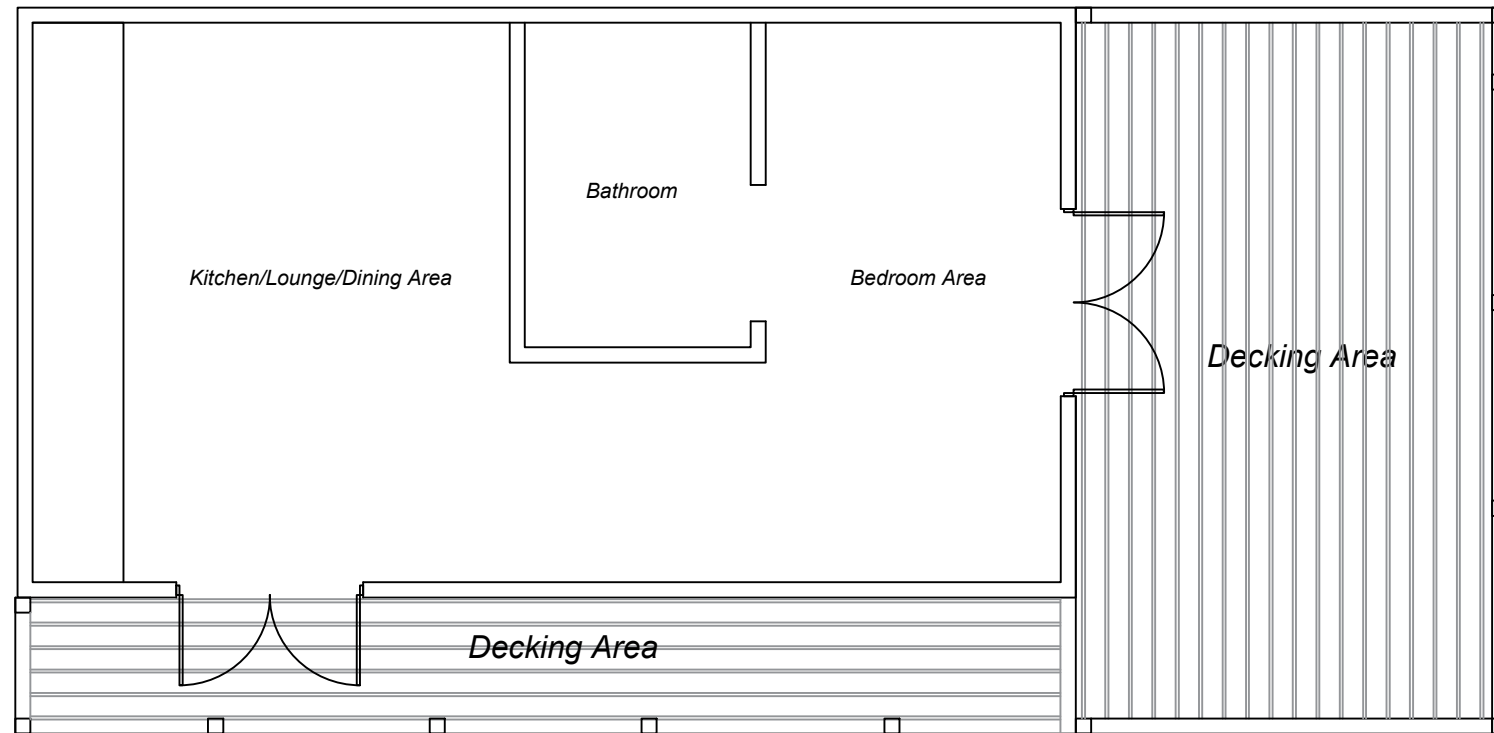 Bathroom
Kitchen/Lounge/Dining Area
Bedroom Area
Decking Area
Decking Area